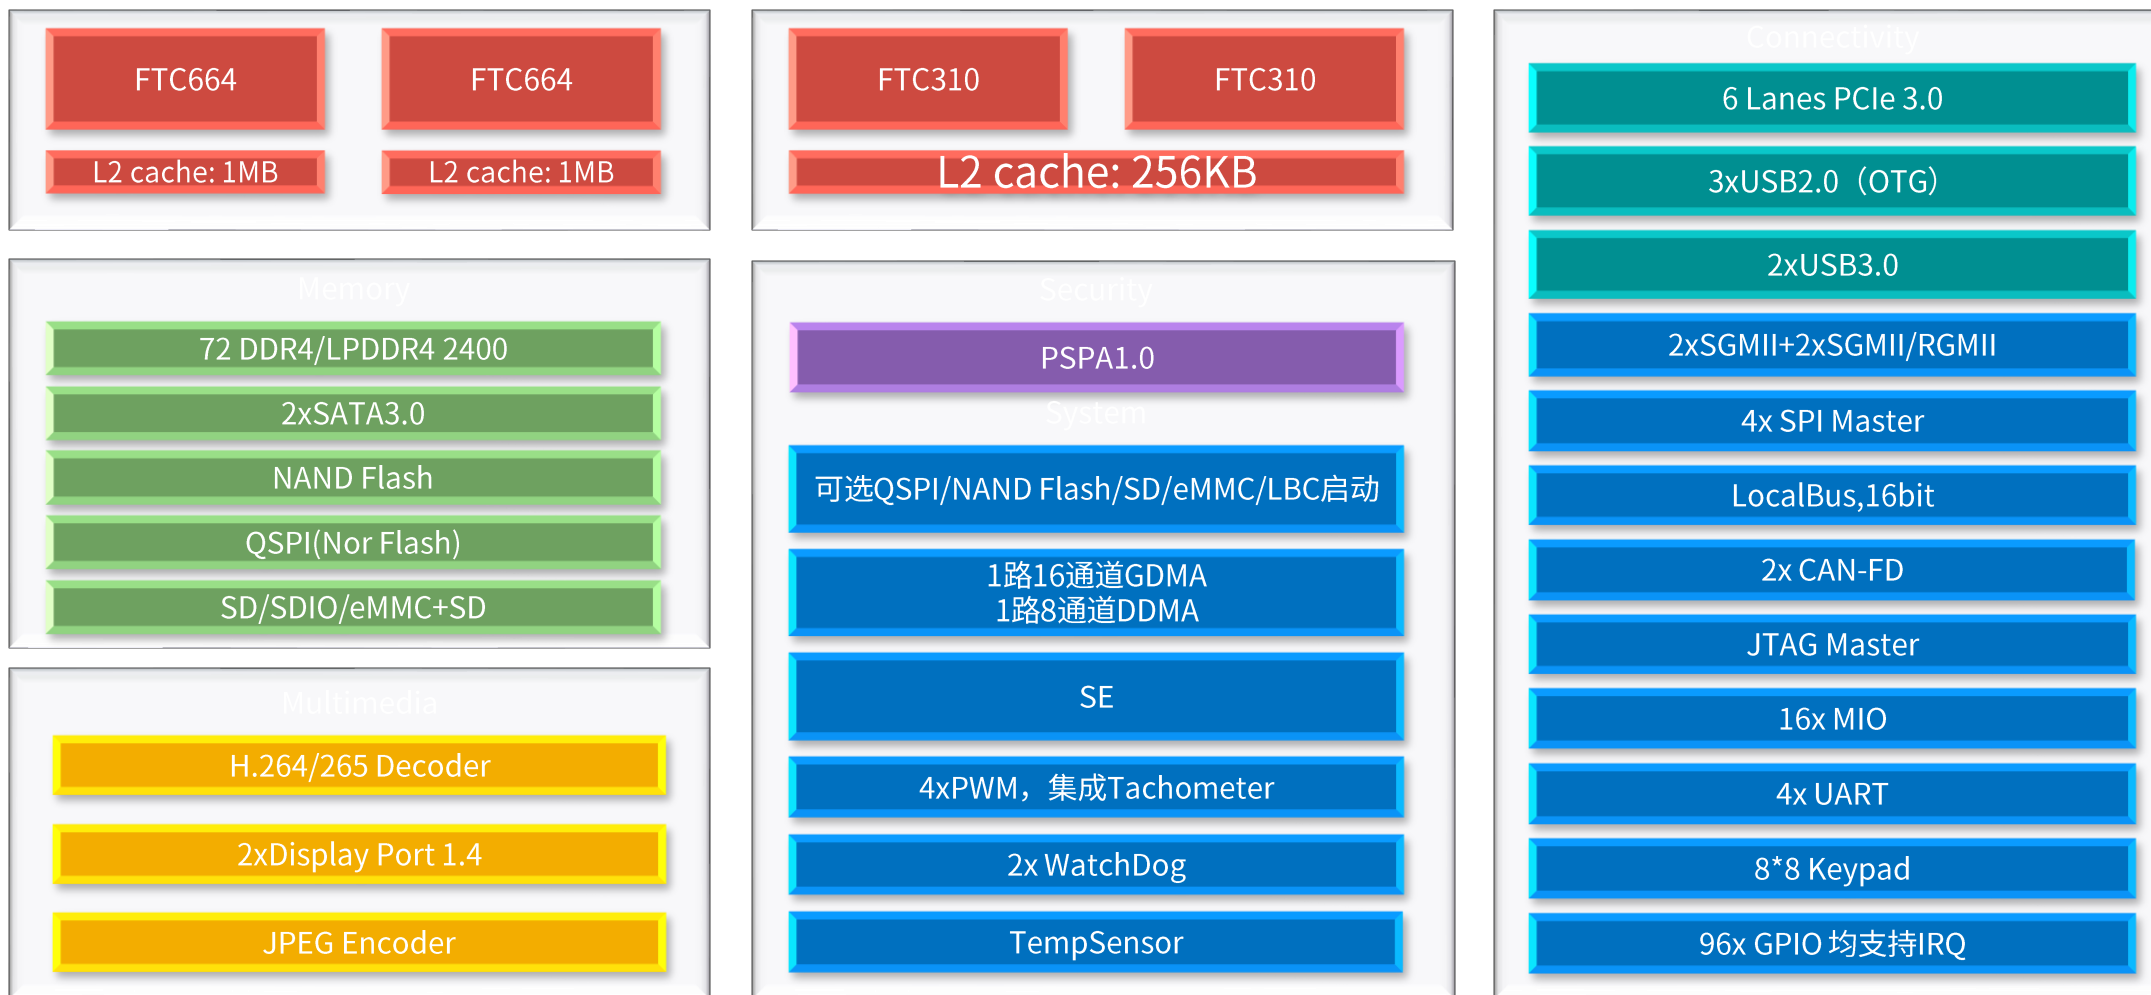 FTC664
FTC664
L2 cache: 1MB
L2 cache: 1MB
FTC310
FTC310
L2 cache: 256KB
Memory
72 DDR4/LPDDR4 2400
2xSATA3.0
NAND Flash
QSPI(Nor Flash)
SD/SDIO/eMMC+SD
Multimedia
H.264/265 Decoder
2xDisplay Port 1.4
JPEG Encoder
Security
PSPA1.0
System
可选QSPI/NAND Flash/SD/eMMC/LBC启动
1路16通道GDMA
1路8通道DDMA
SE
4xPWM，集成Tachometer
2x WatchDog
TempSensor
Connectivity
6 Lanes PCIe 3.0
3xUSB2.0（OTG）
2xUSB3.0
2xSGMII+2xSGMII/RGMII
4x SPI Master
LocalBus,16bit
2x CAN-FD
JTAG Master
16x MIO
4x UART
8*8 Keypad
96x GPIO 均支持IRQ